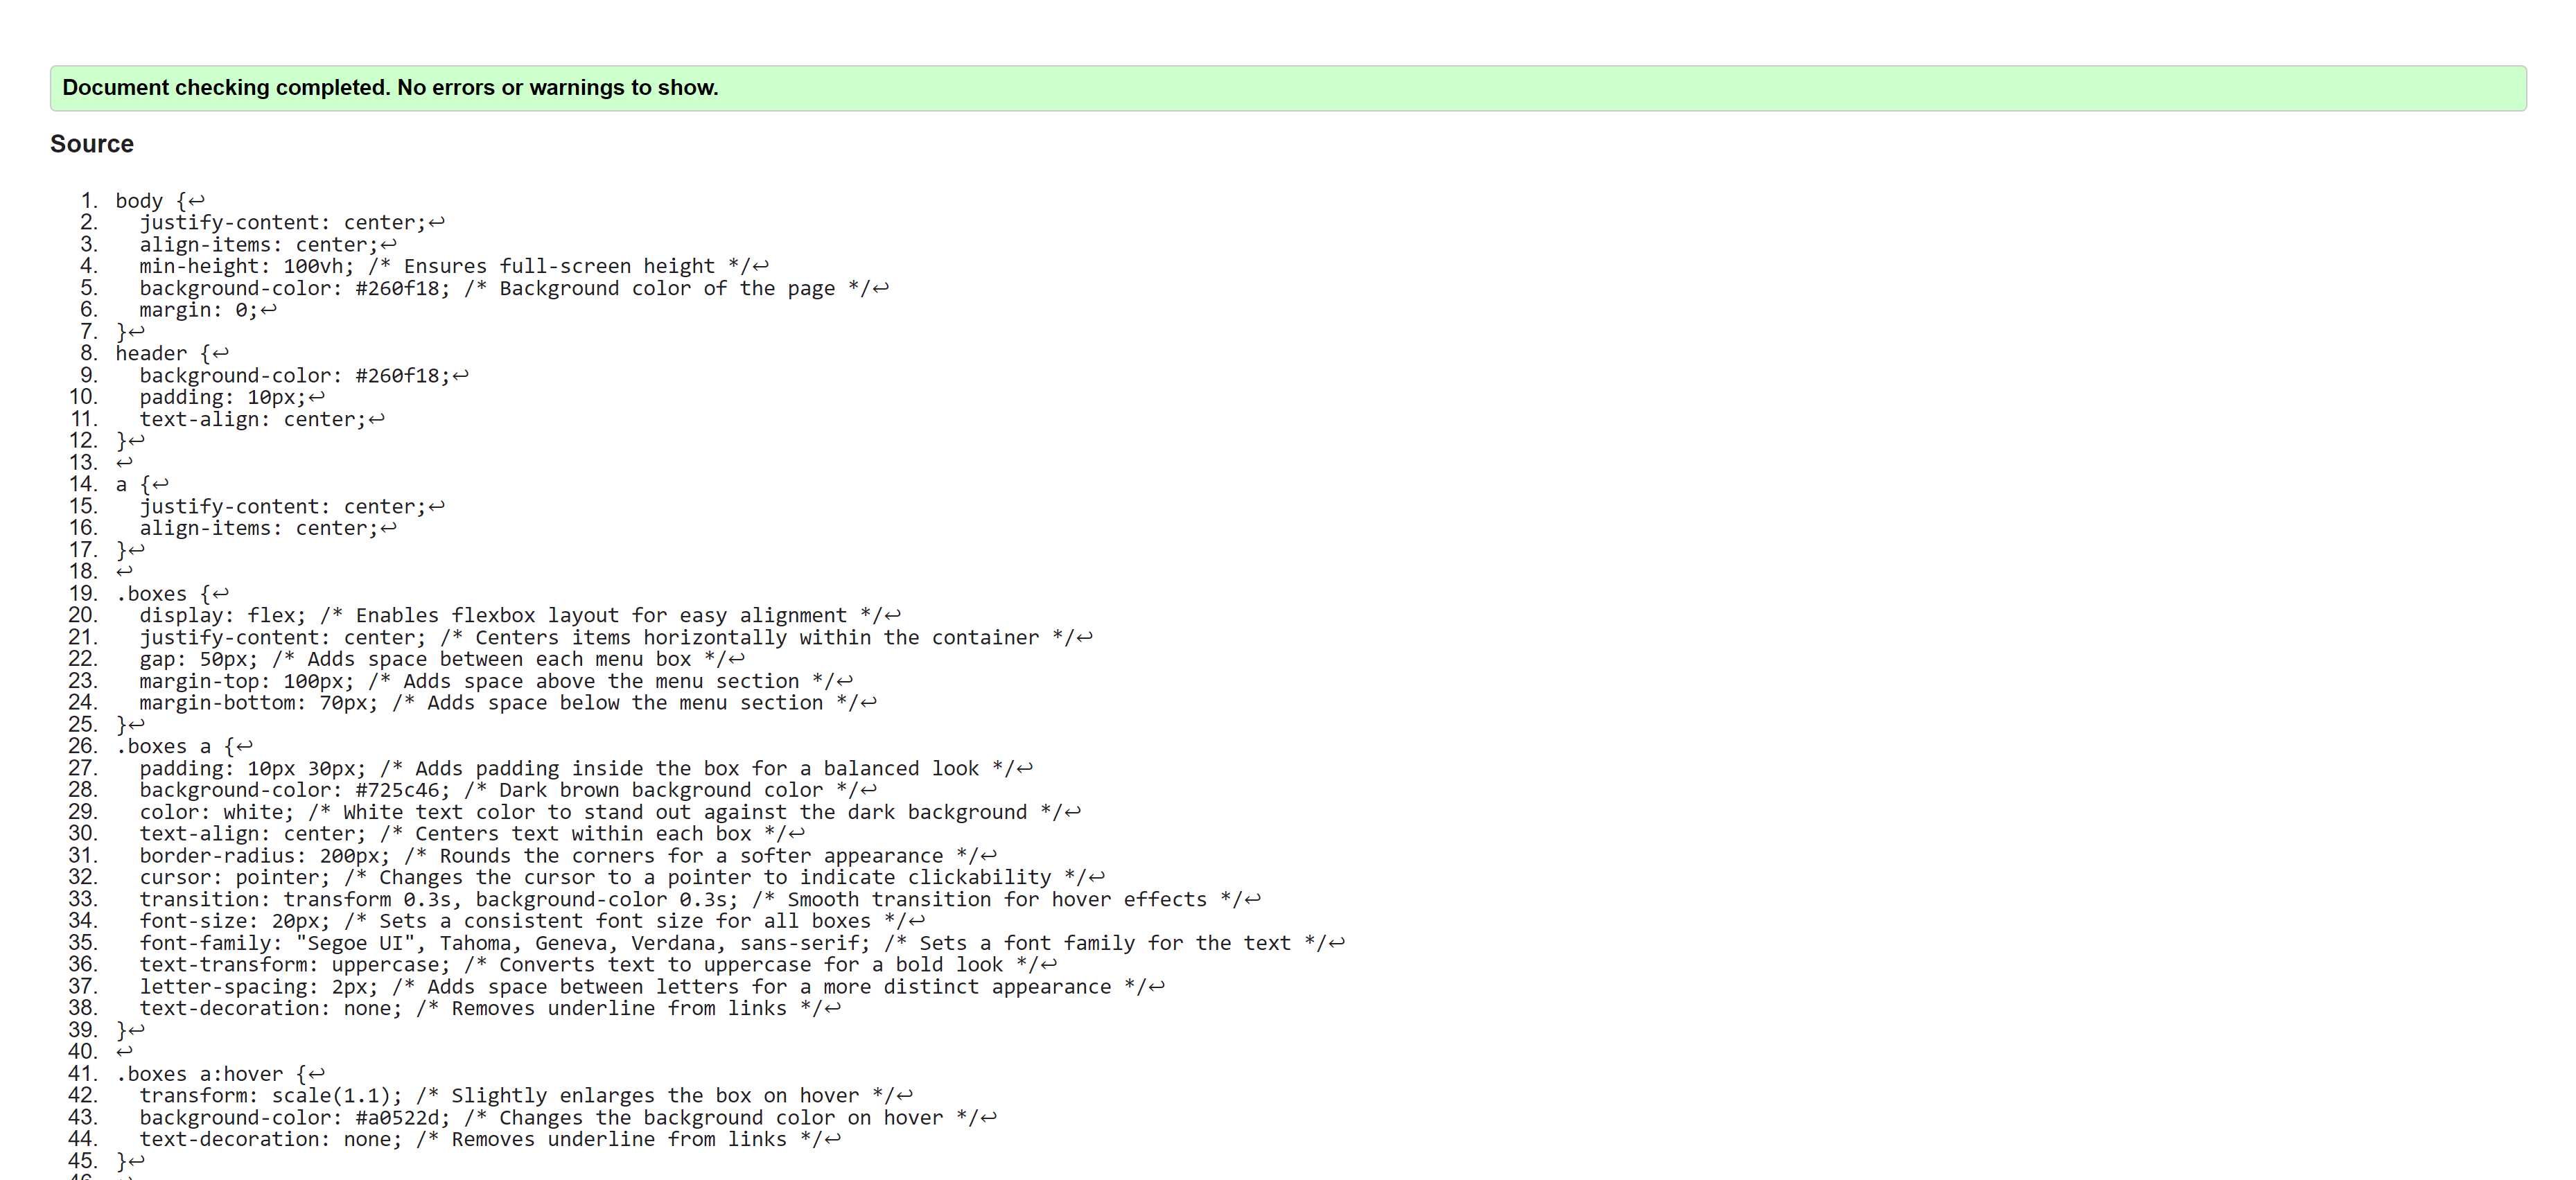 Document checking completed. No errors or warnings to show.
Source
1. body {↩
2.   justify-content: center;↩
3.   align-items: center;↩
4.   min-height: 100vh; /* Ensures full-screen height */↩
5.   background-color: #260f18; /* Background color of the page */↩
6.   margin: 0;↩
7. }↩
8. header {↩
9.   background-color: #260f18;↩
10.   padding: 10px;↩
11.   text-align: center;↩
12. }↩
13. ↩
14. a {↩
15.   justify-content: center;↩
16.   align-items: center;↩
17. }↩
18. ↩
19. .boxes {↩
20.   display: flex; /* Enables flexbox layout for easy alignment */↩
21.   justify-content: center; /* Centers items horizontally within the container */↩
22.   gap: 50px; /* Adds space between each menu box */↩
23.   margin-top: 100px; /* Adds space above the menu section */↩
24.   margin-bottom: 70px; /* Adds space below the menu section */↩
25. }↩
26. .boxes a {↩
27.   padding: 10px 30px; /* Adds padding inside the box for a balanced look */↩
28.   background-color: #725c46; /* Dark brown background color */↩
29.   color: white; /* White text color to stand out against the dark background */↩
30.   text-align: center; /* Centers text within each box */↩
31.   border-radius: 200px; /* Rounds the corners for a softer appearance */↩
32.   cursor: pointer; /* Changes the cursor to a pointer to indicate clickability */↩
33.   transition: transform 0.3s, background-color 0.3s; /* Smooth transition for hover effects */↩
34.   font-size: 20px; /* Sets a consistent font size for all boxes */↩
35.   font-family: "Segoe UI", Tahoma, Geneva, Verdana, sans-serif; /* Sets a font family for the text */↩
36.   text-transform: uppercase; /* Converts text to uppercase for a bold look */↩
37.   letter-spacing: 2px; /* Adds space between letters for a more distinct appearance */↩
38.   text-decoration: none; /* Removes underline from links */↩
39. }↩
40. ↩
41. .boxes a:hover {↩
42.   transform: scale(1.1); /* Slightly enlarges the box on hover */↩
43.   background-color: #a0522d; /* Changes the background color on hover */↩
44.   text-decoration: none; /* Removes underline from links */↩
45. }↩